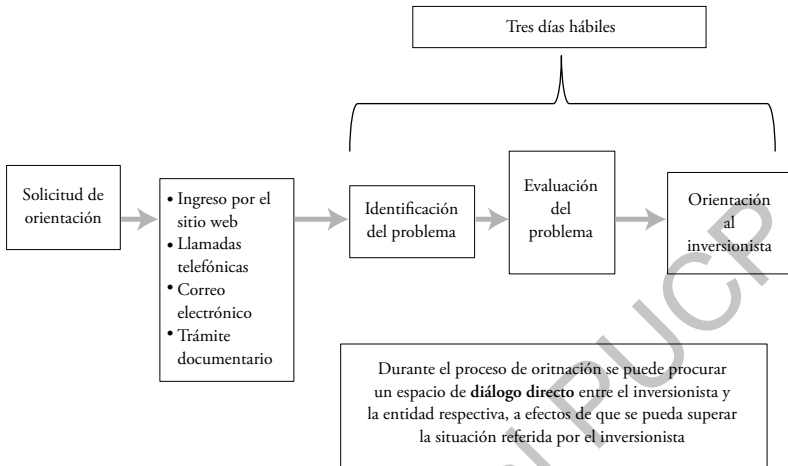 Tres días hábiles
Solicitud de
orientación
• Ingreso por el
sitio web
• Llamadas
telefónicas
• Correo
electrónico
• Trámite
documentario
Identificación
del problema
Evaluación
del
problema
Orientación
al
inversionista
Durante el proceso de oritnación se puede procurar
un espacio de diálogo directo entre el inversionista y
la entidad respectiva, a efectos de que se pueda superar
la situación referida por el inversionista
PUCP